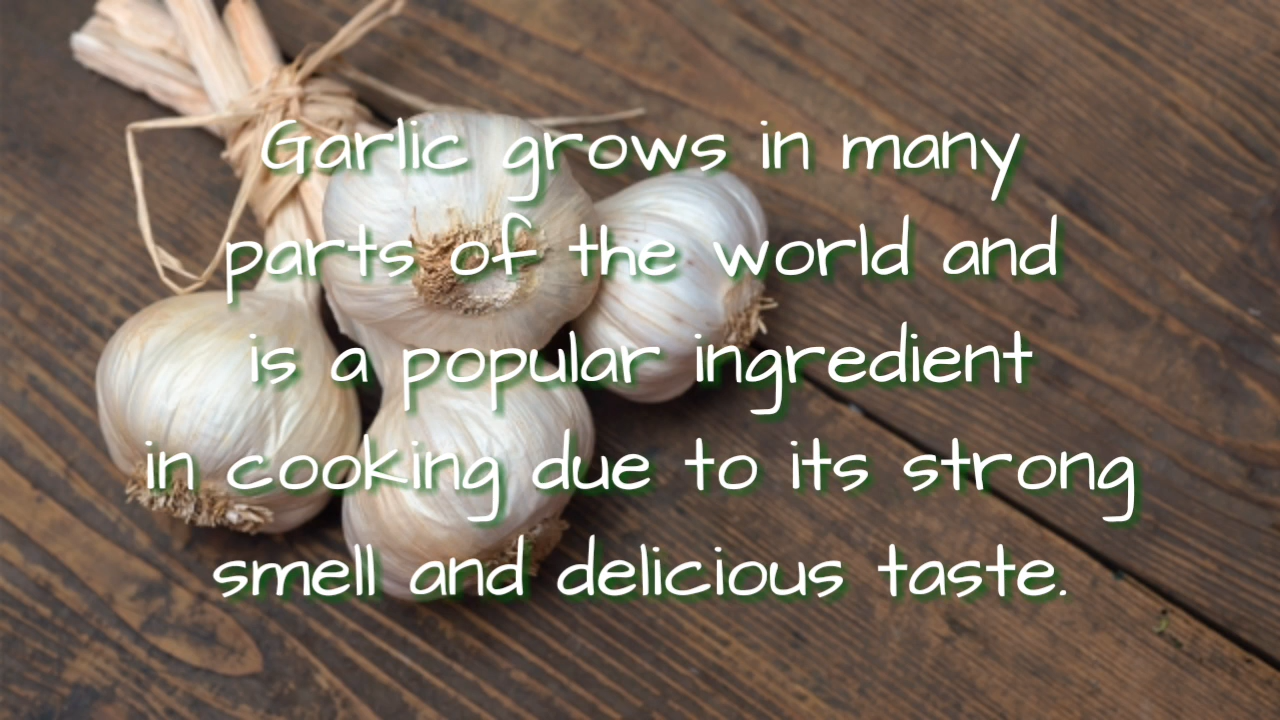 Garlic grows in many
parts of the world and
is a popular ingredient
in cooking due to its strong
smell and delicious taste.